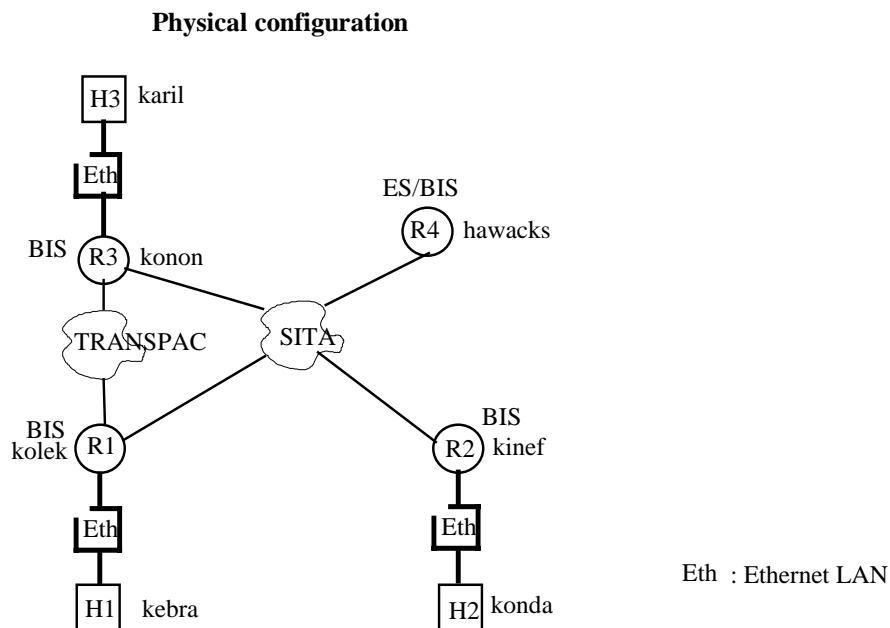 Physical configuration
H3 karil
Eth
ES/BIS
BIS R3 konon
R4 hawacks
TRANSPAC
SITA
BIS
kolek R1
BIS
R2 kinef
Eth
Eth
Eth : Ethernet LAN
H1 kebra
H2 konda